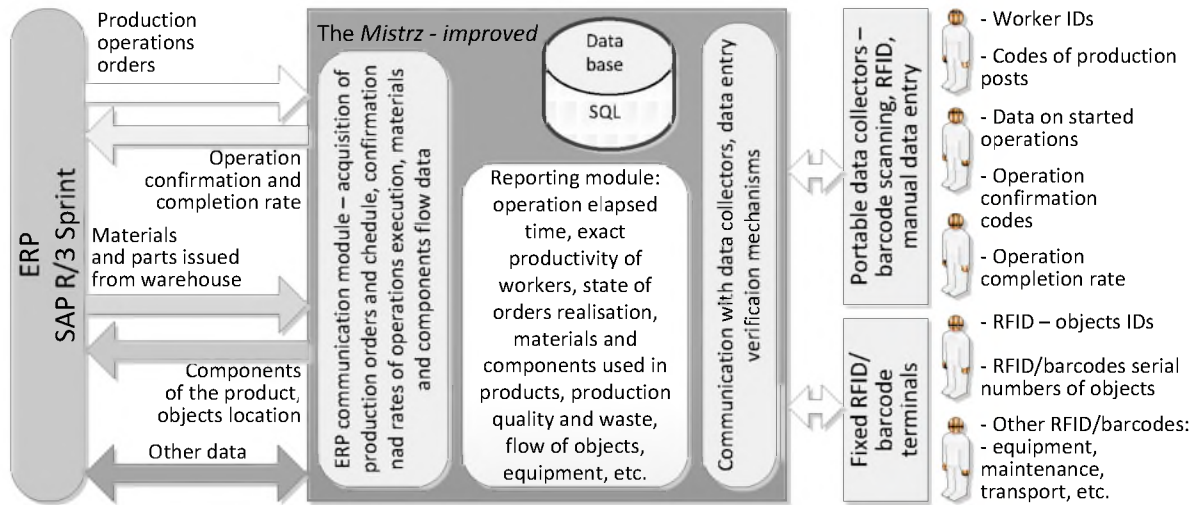 ERP
SAP R/3 Sprint
Production
operations
orders
Operation
confirmation and
completion rate
Materials
and parts issued
from warehouse
Components
of the product,
objects location
Other data
The Mistrz - improved
ERP communication module – acquisition of
production orders and chedule, confirmation
nad rates of operations execution, materials
and components flow data
Data
base
SQL
Reporting module:
operation elapsed
time, exact
productivity of
workers, state of
orders realisation,
materials and
components used in
products, production
quality and waste,
flow of objects,
equipment, etc.
Communication with data collectors, data entry
verificaion mechanisms
Portable data collectors –
barcode scanning, RFID,
manual data entry
Fixed RFID/
barcode
terminals
- Worker IDs
- Codes of production
posts
- Data on started
operations
- Operation
confirmation
codes
- Operation
completion rate
- RFID – objects IDs
- RFID/barcodes serial
numbers of objects
- Other RFID/barcodes:
- equipment,
maintenance,
transport, etc.